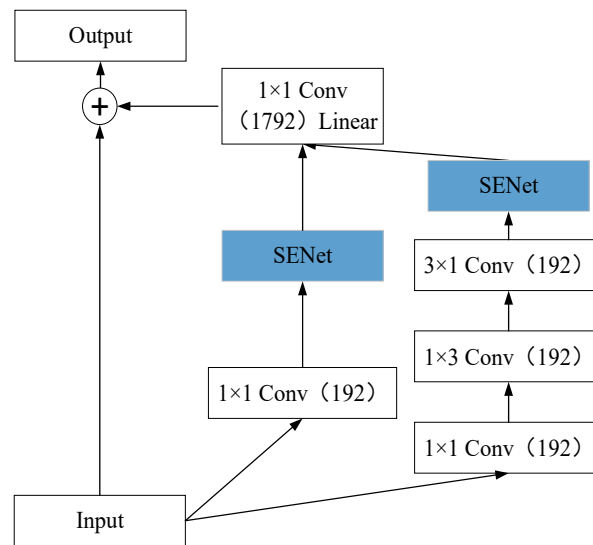 Output
+
1×1 Conv
（1792）Linear
SENet
SENet
3×1 Conv（192）
1×3 Conv（192）
1×1 Conv（192）
1×1 Conv（192）
Input